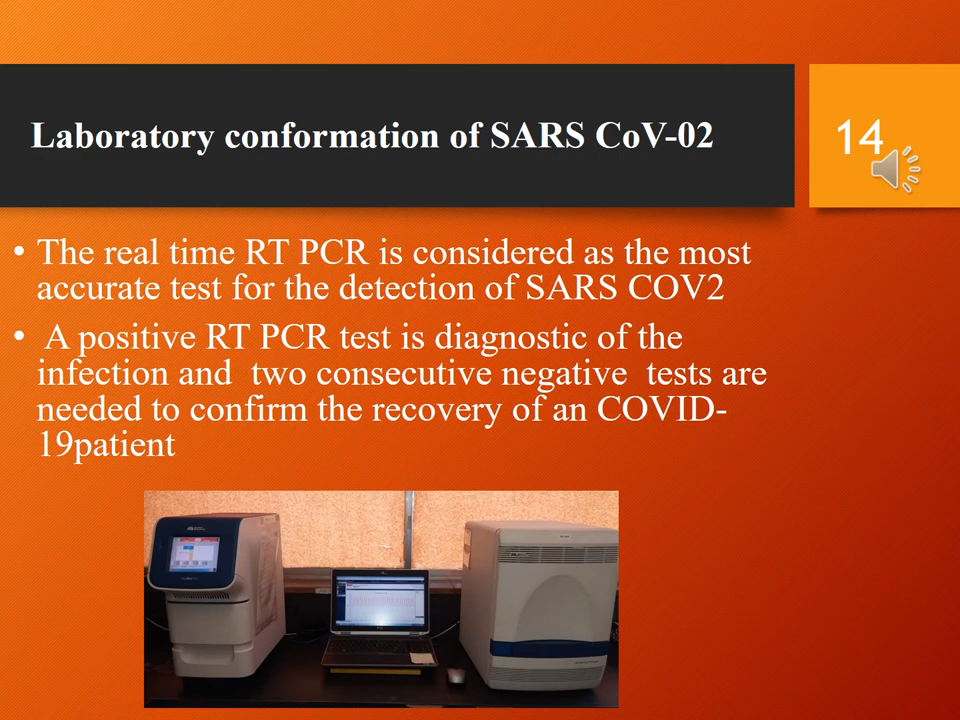 Laboratory conformation of SARS CoV-02
14
• The real time RT PCR is considered as the most
accurate test for the detection of SARS COV2
• A positive RT PCR test is diagnostic of the
infection and  two consecutive negative  tests are
needed to confirm the recovery of an COVID-
19patient